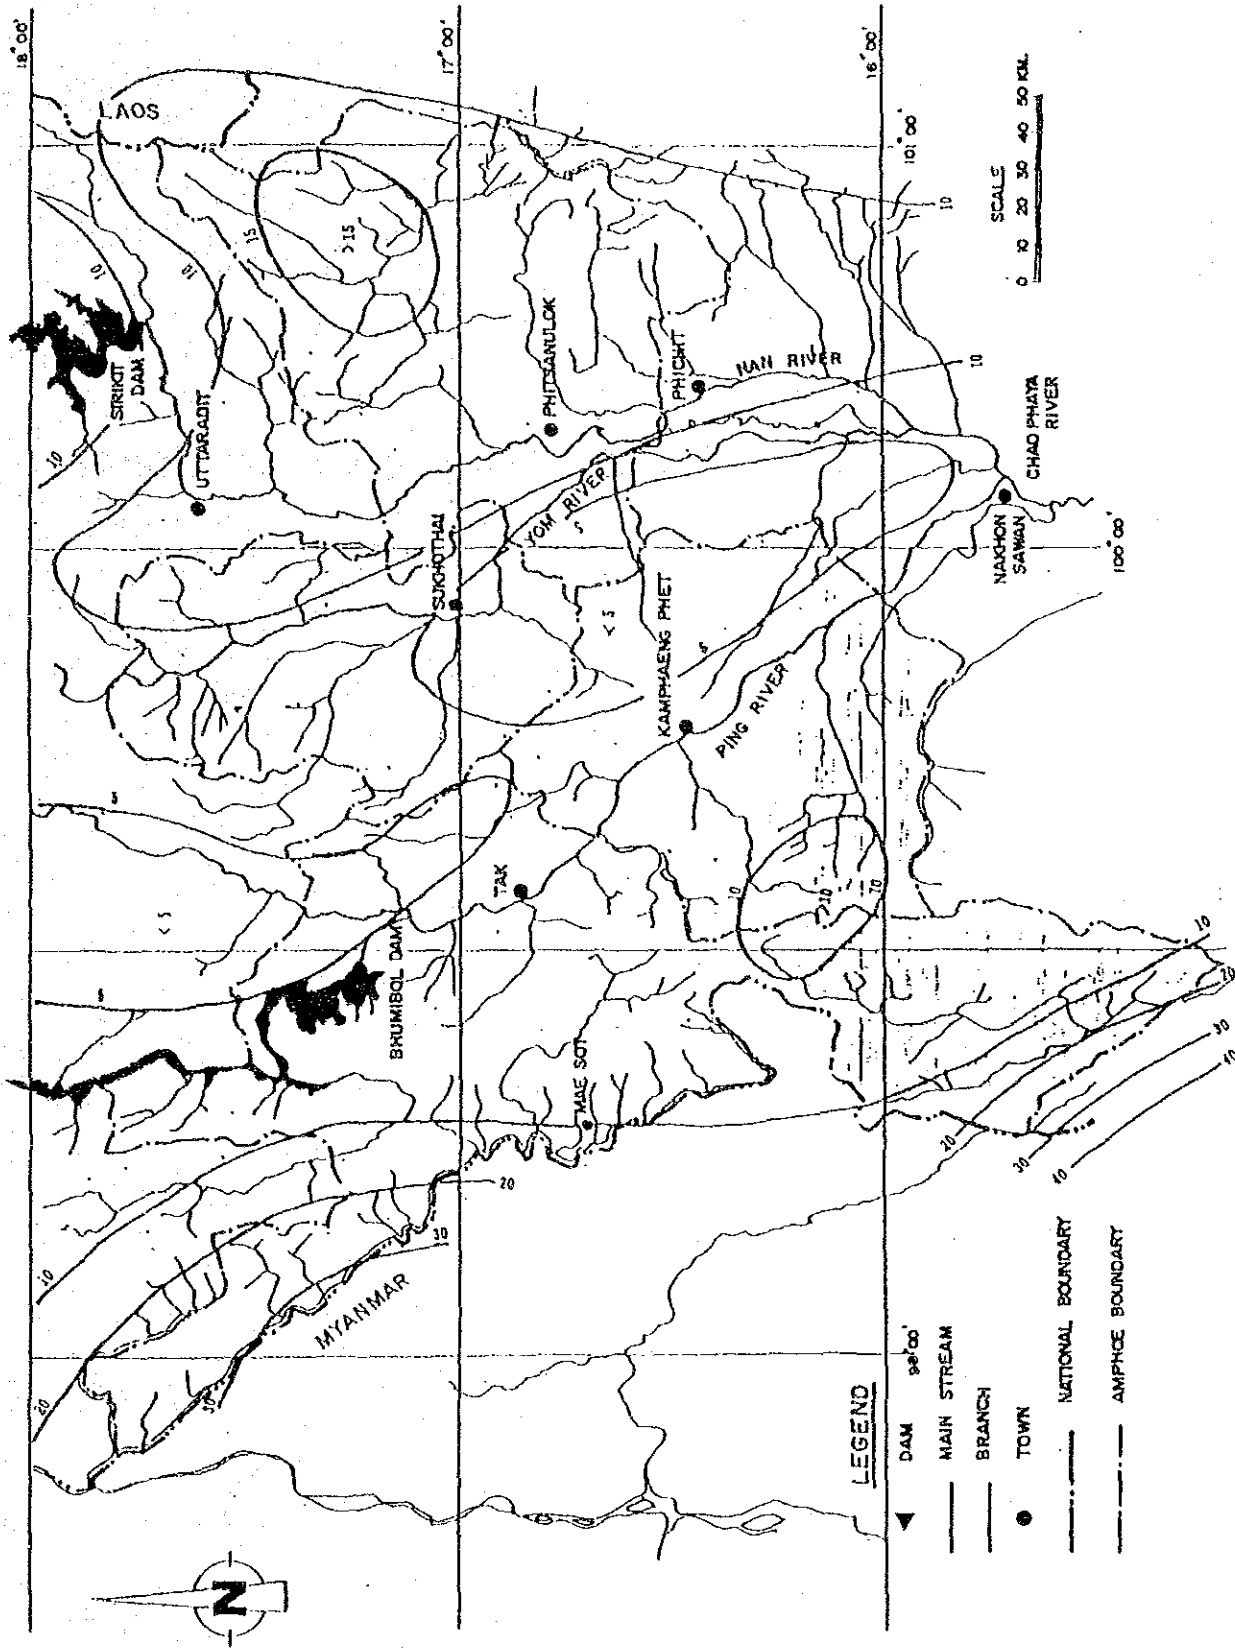 18°00'
17°00'
16°00'
LAOS
101°00'
10
SCALE
0 10 20 30 40 50 KM.
15
>15
10
10
10
SIRIKIT
DAM
UTTARADIT
PHITSANULOK
PHICHIT
NAN RIVER
10
CHAO PHAYA
RIVER
SUKHOTHAI
YOM RIVER
5
<5
NAKHON
SAWAN
100°00'
KAMPHAENG PHET
5
PING RIVER
5
<5
TAK
10
>10
10
5
BHUMIBOL DAM
MAE SOT
10
20
30
40
20
30
40
10
20
20
30
30
MYANMAR
N
98°00'
LEGEND
DAM
MAIN STREAM
BRANCH
TOWN
NATIONAL BOUNDARY
AMPHOE BOUNDARY